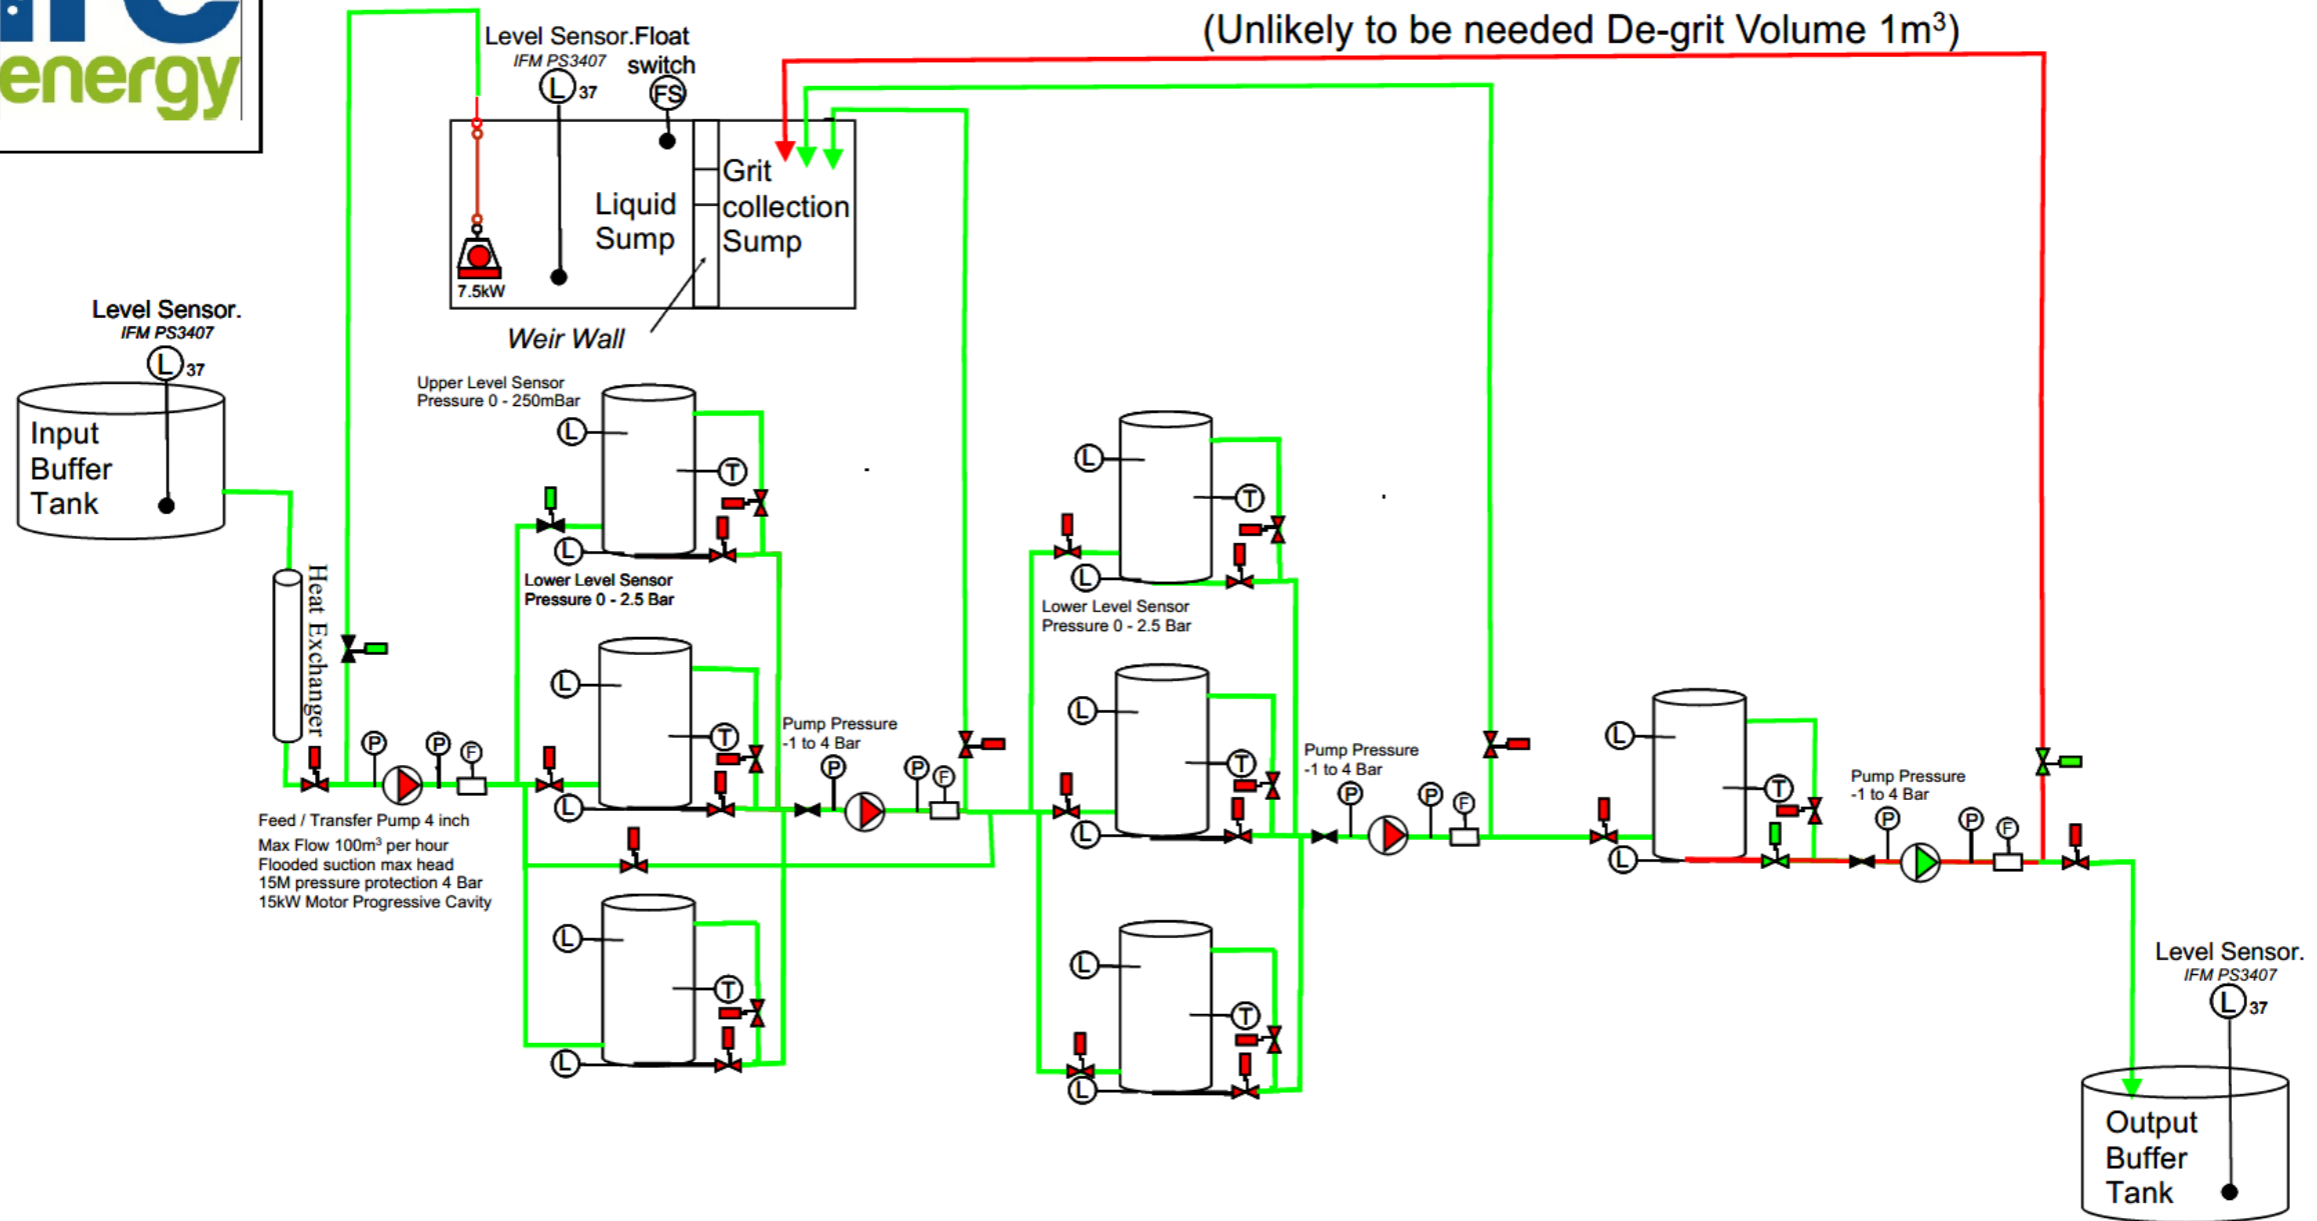 energy
(Unlikely to be needed De-grit Volume 1m³)
Level Sensor.
IFM PS3407
L
37
Float
switch
FS
Liquid
Sump
Grit
collection
Sump
7.5kW
Weir Wall
Level Sensor.
IFM PS3407
L
37
Input
Buffer
Tank
Heat Exchanger
Upper Level Sensor
Pressure 0 - 250mBar
L
T
L
Lower Level Sensor
Pressure 0 - 2.5 Bar
L
T
L
L
T
L
P
P
F
Feed / Transfer Pump 4 inch
Max Flow 100m³ per hour
Flooded suction max head
15M pressure protection 4 Bar
15kW Motor Progressive Cavity
Pump Pressure
-1 to 4 Bar
P
P
F
L
T
L
Lower Level Sensor
Pressure 0 - 2.5 Bar
L
T
L
L
T
L
Pump Pressure
-1 to 4 Bar
P
P
F
L
T
L
Pump Pressure
-1 to 4 Bar
P
P
F
Level Sensor.
IFM PS3407
L
37
Output
Buffer
Tank